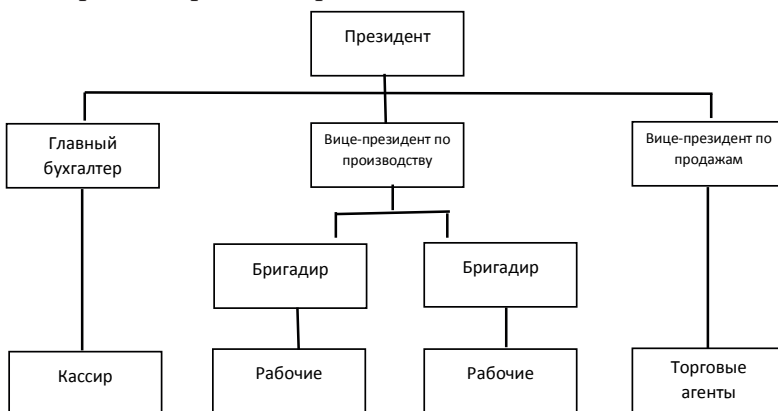 Президент
Главный
бухгалтер
Вице-президент по
производству
Вице-президент по
продажам
Бригадир
Бригадир
Кассир
Рабочие
Рабочие
Торговые
агенты